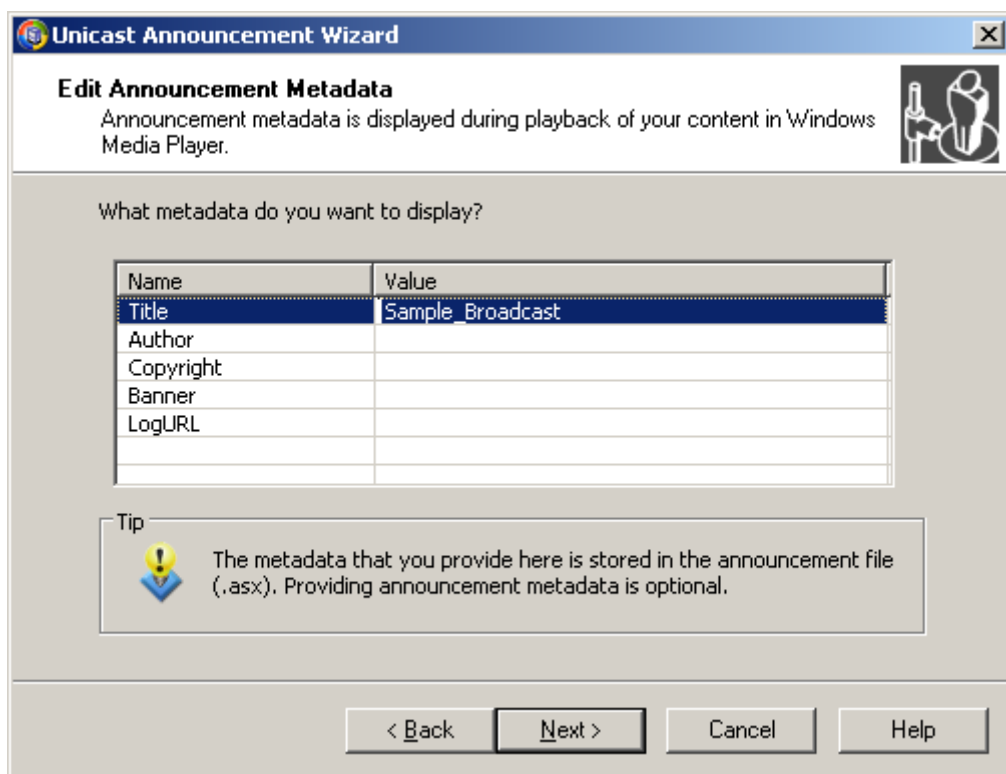 Unicast Announcement Wizard
Edit Announcement Metadata
Announcement metadata is displayed during playback of your content in Windows
Media Player.
What metadata do you want to display?
Name Value
Title Sample_Broadcast
Author
Copyright
Banner
LogURL
Tip
The metadata that you provide here is stored in the announcement file
(.asx). Providing announcement metadata is optional.
< Back Next > Cancel Help